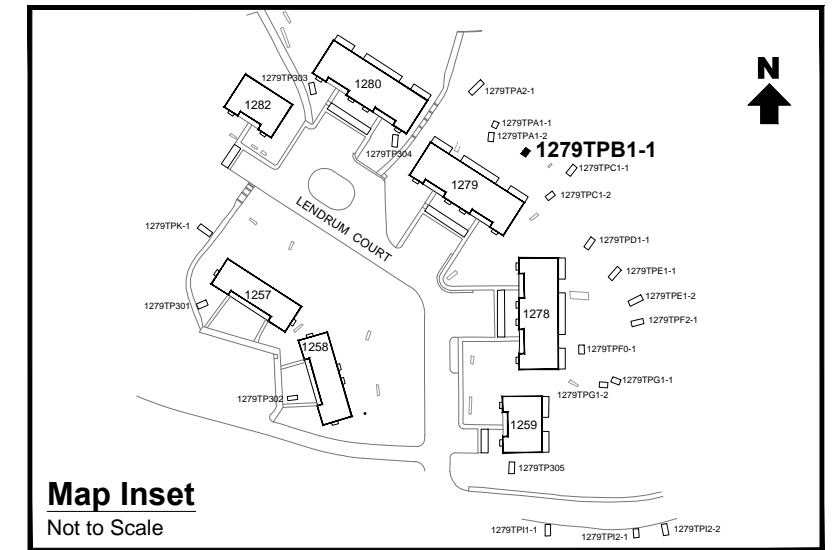 1280
1279TP303
1282
1279TPA2-1
N
1279TPA1-1
1279TPA1-2
1279TPB1-1
1279TP304
1279TPC1-1
1279
1279TPC1-2
LENDRUM COURT
1279TPK-1
1279TPD1-1
1279TPE1-1
1257
1279TPE1-2
1279TP301
1278
1279TPF2-1
1258
1279TPF0-1
1279TPG1-1
1279TPG1-2
1279TP302
1259
1279TP305
Map Inset
Not to Scale
1279TPI1-1
1279TPI2-1
1279TPI2-2